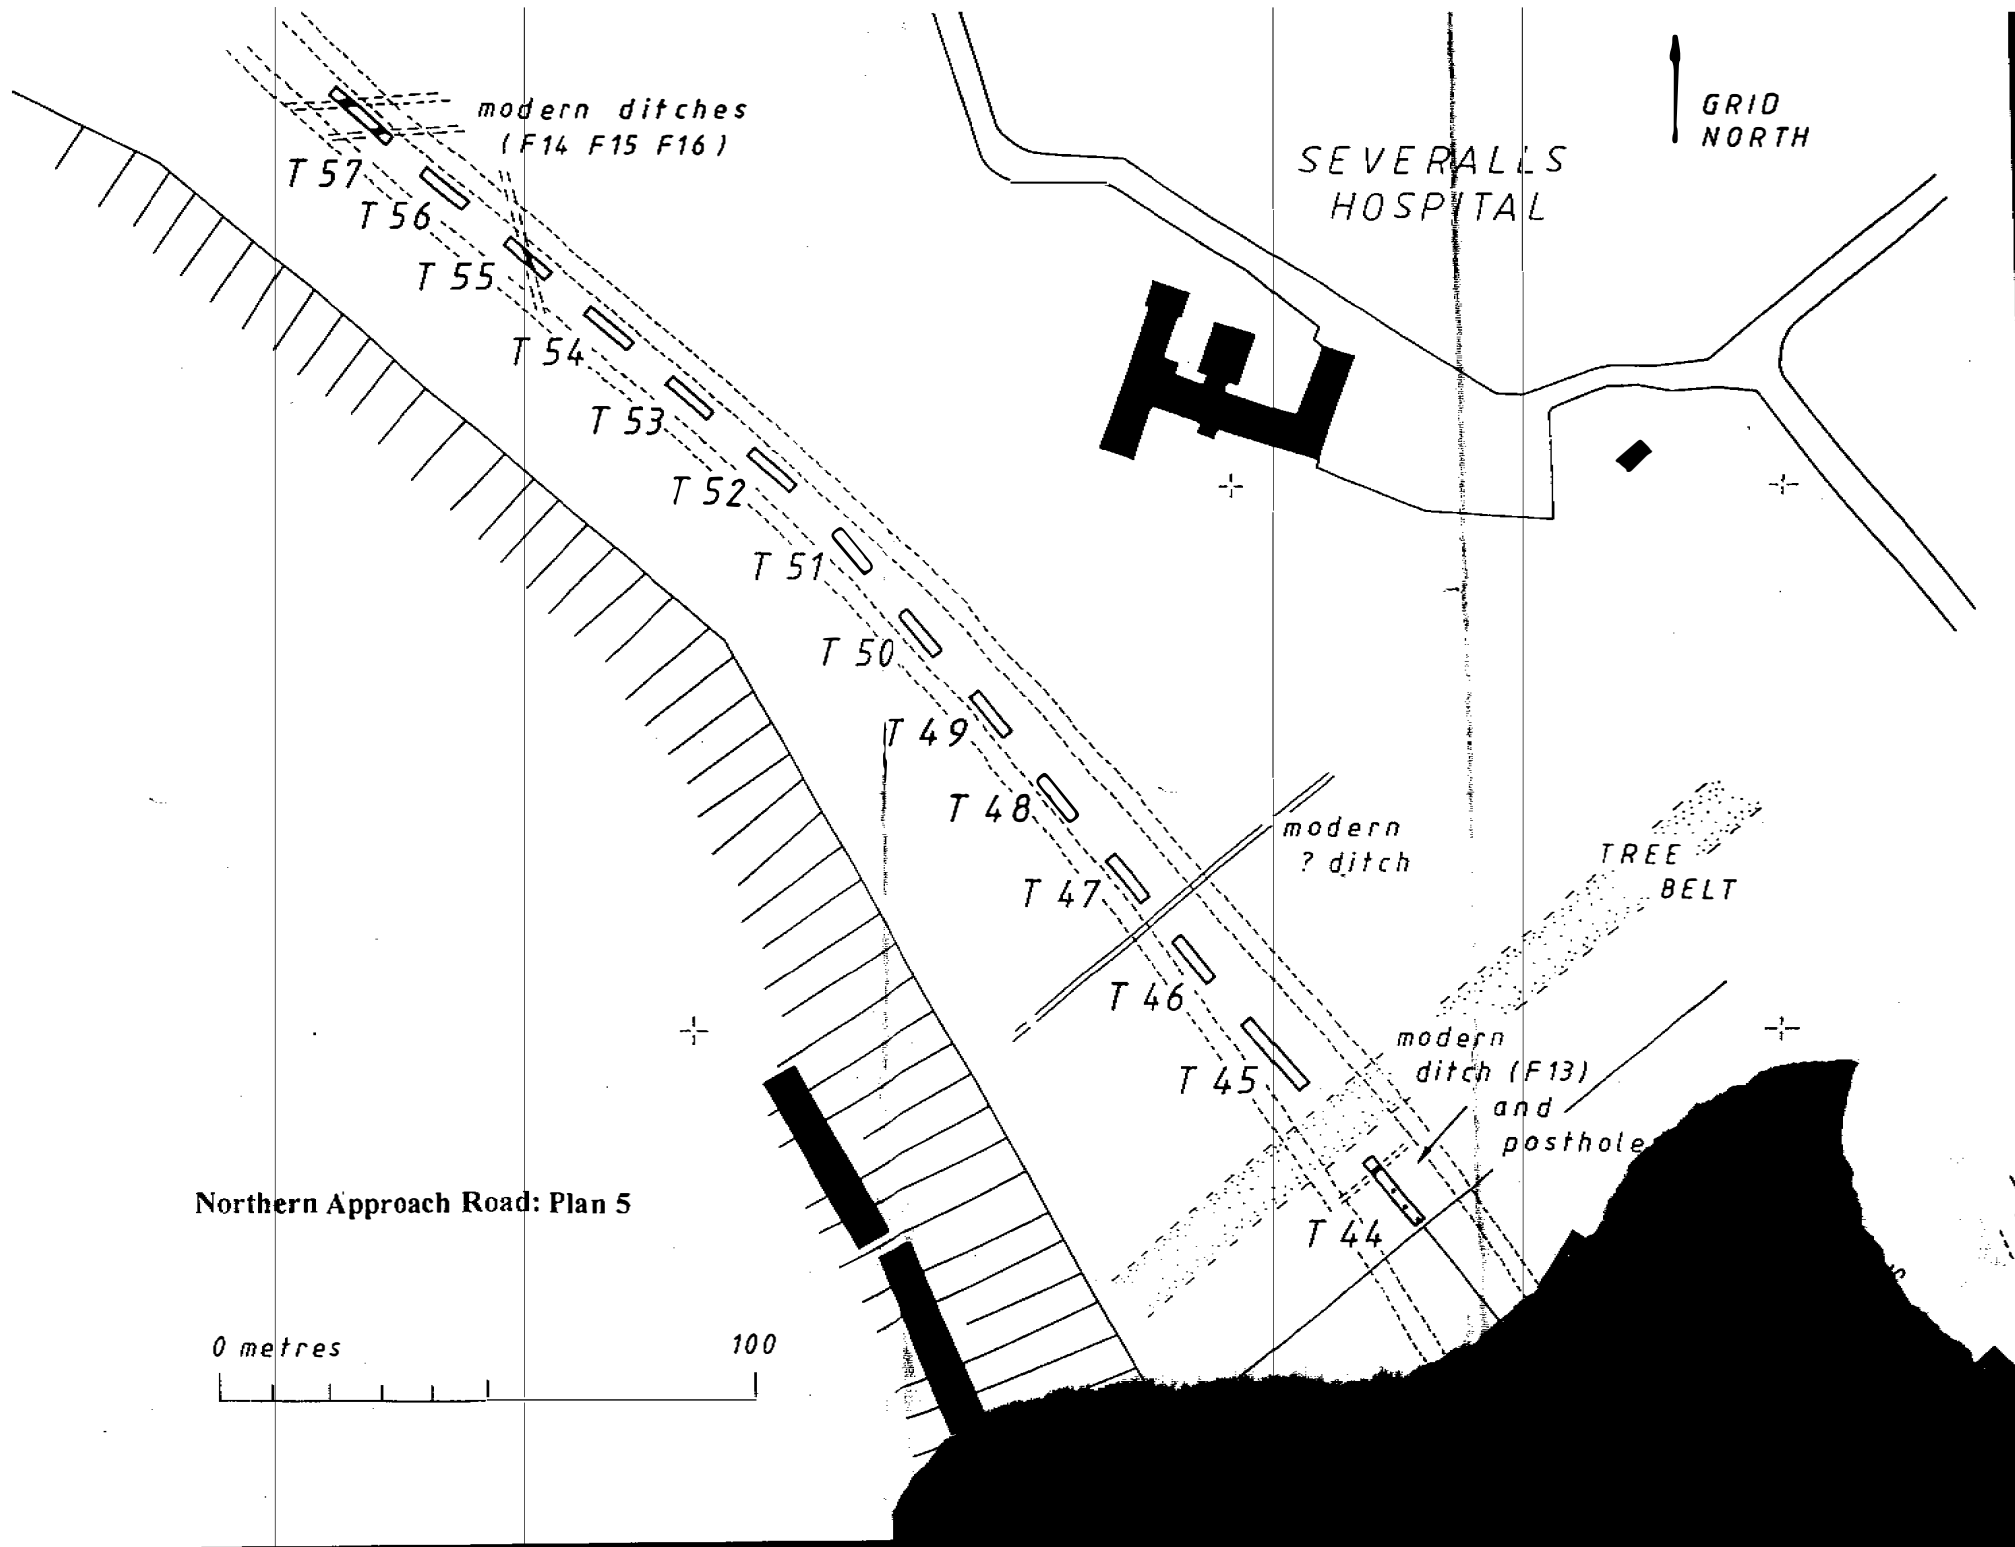 modern ditches
(F14 F15 F16)
GRID
NORTH
SEVERALLS
HOSPITAL
T 57
T 56
T 55
T 54
T 53
T 52
T 51
T 50
T 49
T 48
modern
? ditch
TREE
BELT
T 47
T 46
modern
ditch (F13)
and
posthole
T 45
T 44
Northern Approach Road: Plan 5
0 metres
100